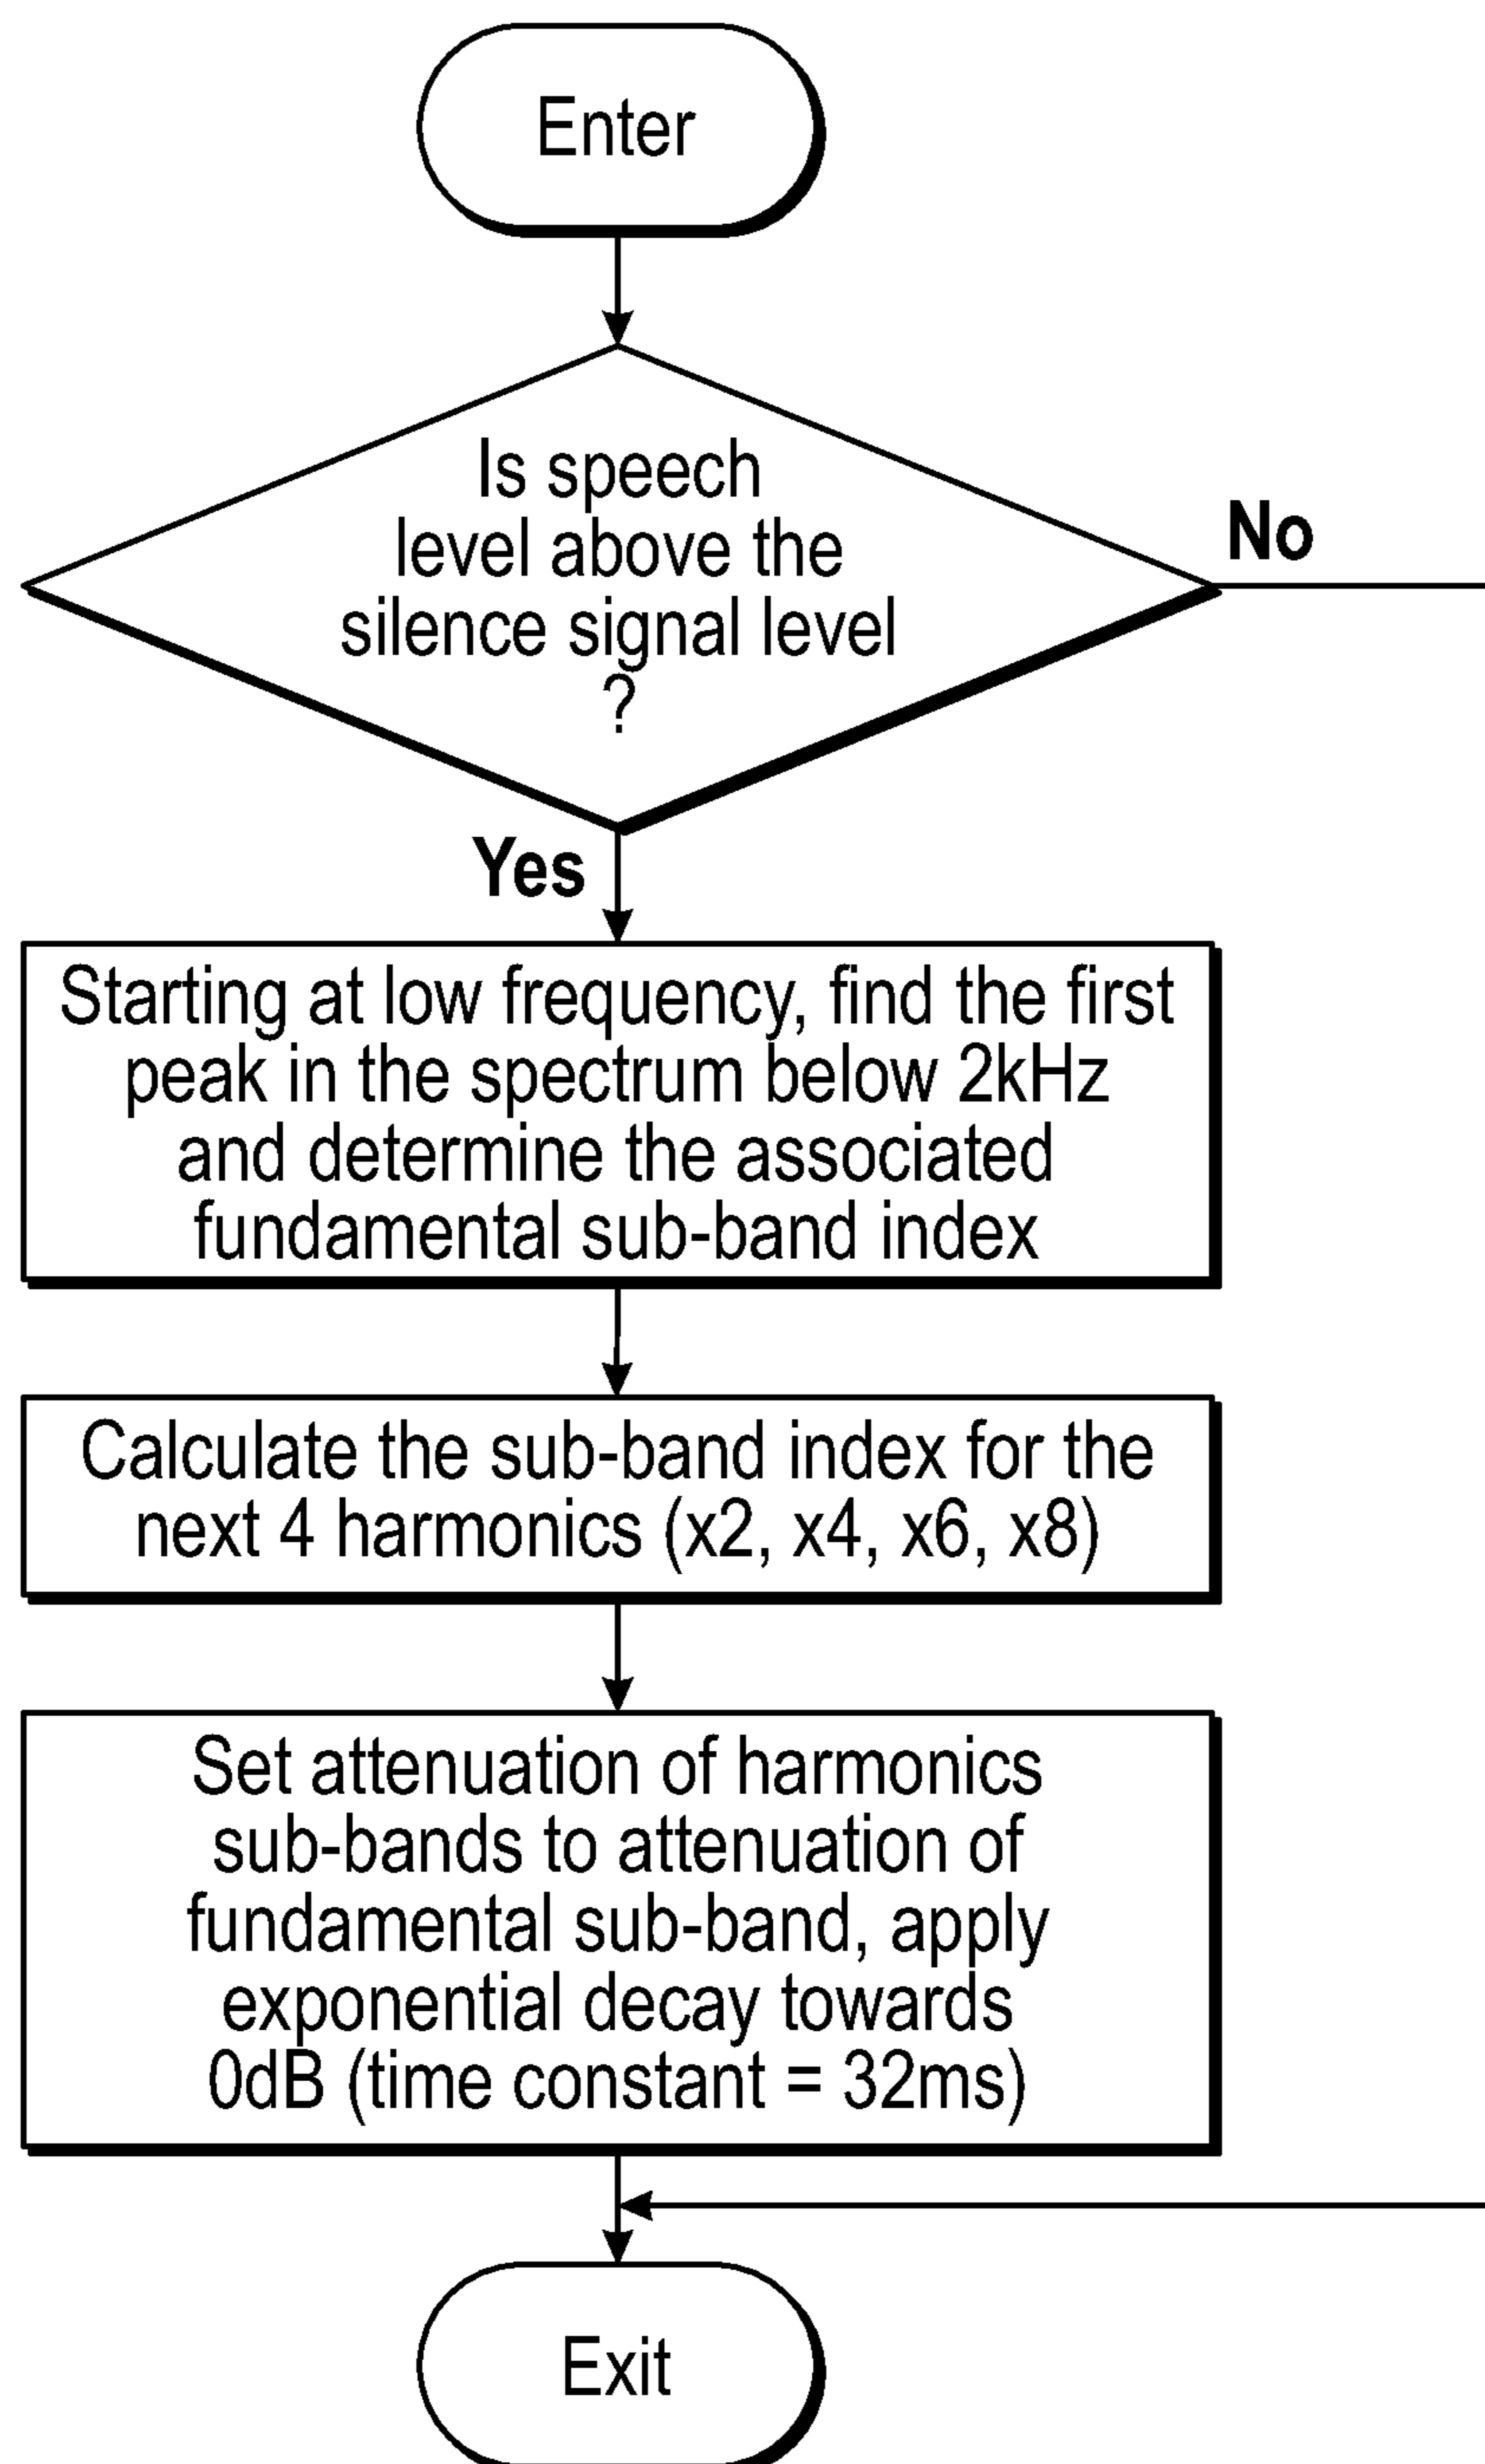 Enter
Is speech
level above the
silence signal level
?
No
Yes
Starting at low frequency, find the first
peak in the spectrum below 2kHz
and determine the associated
fundamental sub-band index
Calculate the sub-band index for the
next 4 harmonics (x2, x4, x6, x8)
Set attenuation of harmonics
sub-bands to attenuation of
fundamental sub-band, apply
exponential decay towards
0dB (time constant = 32ms)
Exit